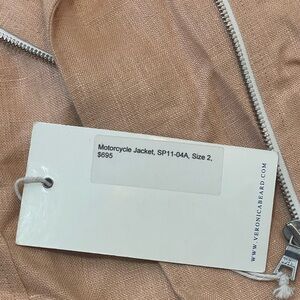 Motorcycle Jacket, SP11-04A, Size 2,
$695
WWW.VERONICABEARD.COM